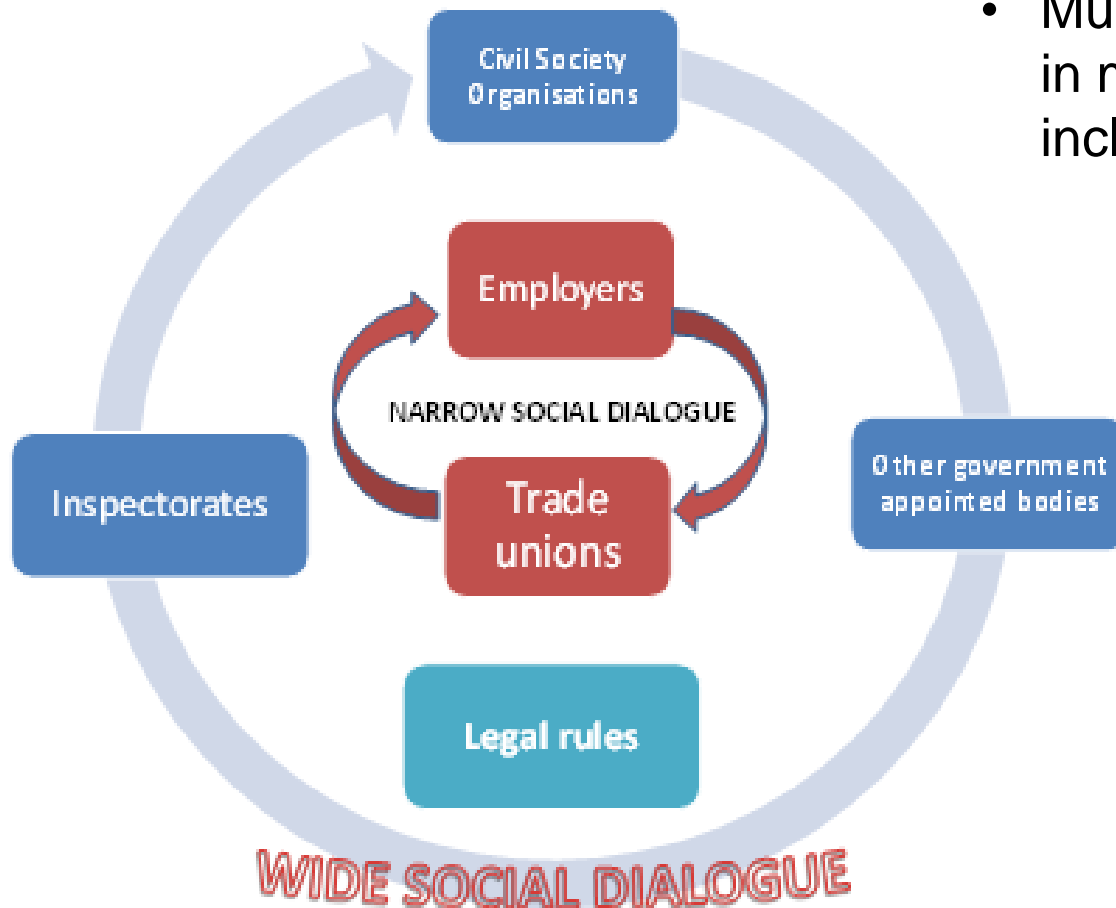 Civil Society
Organisations
Employers
NARROW SOCIAL DIALOGUE
Inspectorates
Trade
unions
Other government
appointed bodies
Legal rules
WIDE SOCIAL DIALOGUE
in